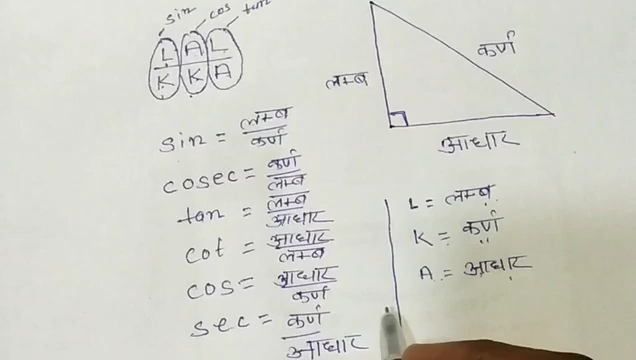 sin cos tan
L A L
K K A
लम्ब
कर्ण
आधार
sin = लम्ब / कर्ण
cosec = कर्ण / लम्ब
tan = लम्ब / आधार
cot = आधार / लम्ब
cos = आधार / कर्ण
sec = कर्ण / आधार
L = लम्ब
K = कर्ण
A = आधार